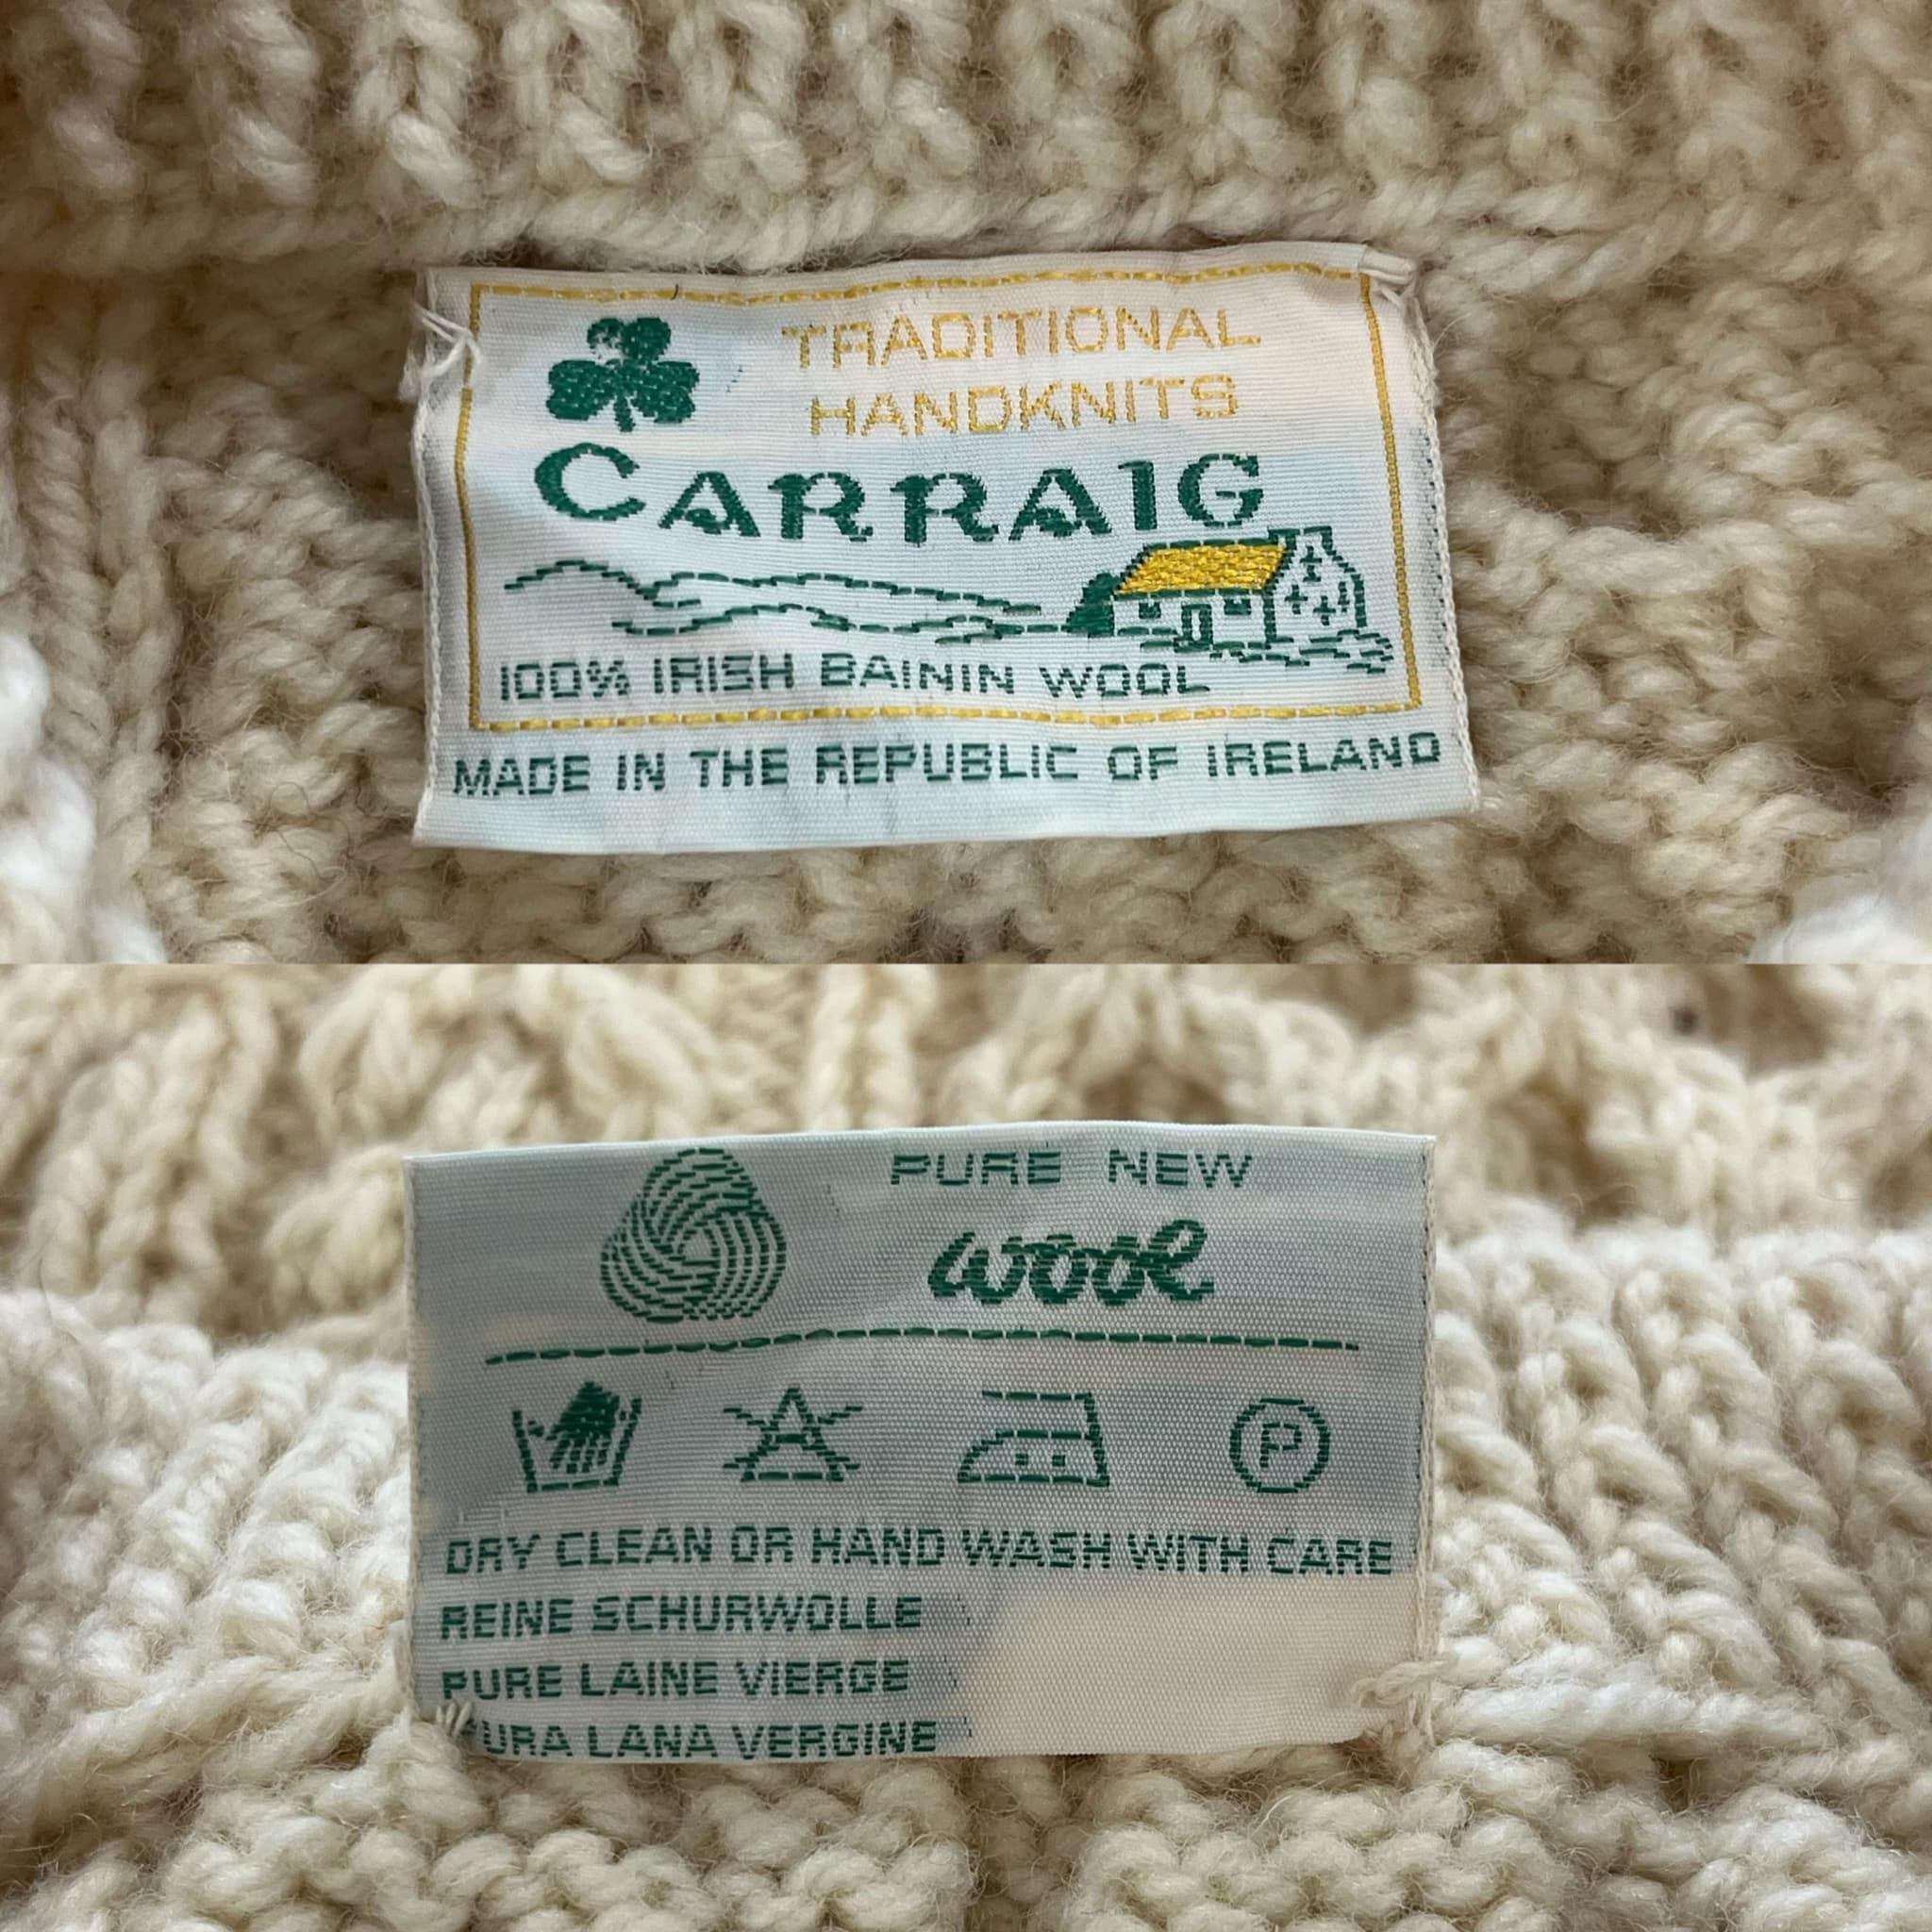 TRADITIONAL
HANDKNITS
CARRAIG
100% IRISH BAININ WOOL
MADE IN THE REPUBLIC OF IRELAND
PURE NEW
wool
P
DRY CLEAN OR HAND WASH WITH CARE
REINE SCHURWOLLE
PURE LAINE VIERGE
PURA LANA VERGINE